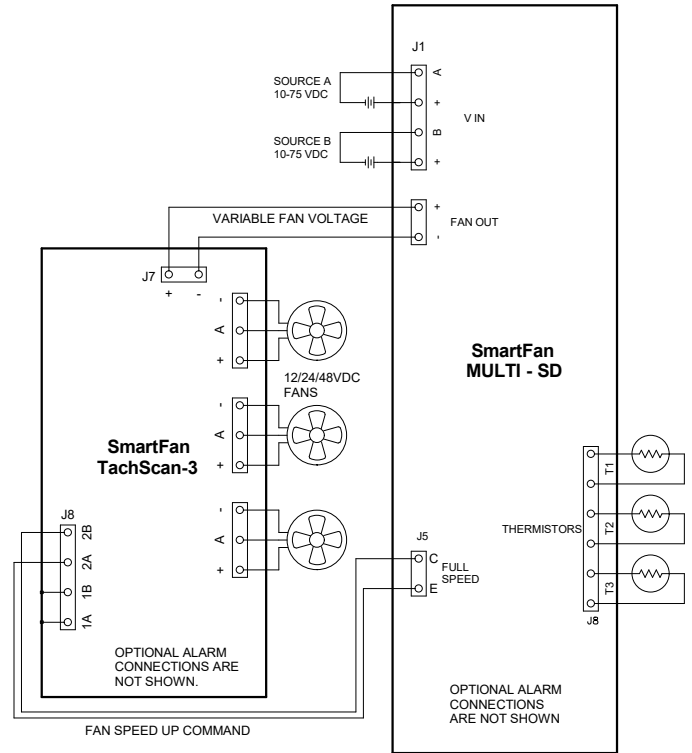 J1
A
+
B
+
V IN
SOURCE A
10-75 VDC
SOURCE B
10-75 VDC
+
-
FAN OUT
VARIABLE FAN VOLTAGE
J7
+ -
-
A
+
12/24/48VDC
FANS
-
A
+
-
A
+
SmartFan
TachScan-3
J8
2B
2A
1B
1A
OPTIONAL ALARM
CONNECTIONS ARE
NOT SHOWN.
FAN SPEED UP COMMAND
SmartFan
MULTI - SD
J5
C
E
FULL
SPEED
THERMISTORS
T1
T2
T3
J8
OPTIONAL ALARM
CONNECTIONS
ARE NOT SHOWN